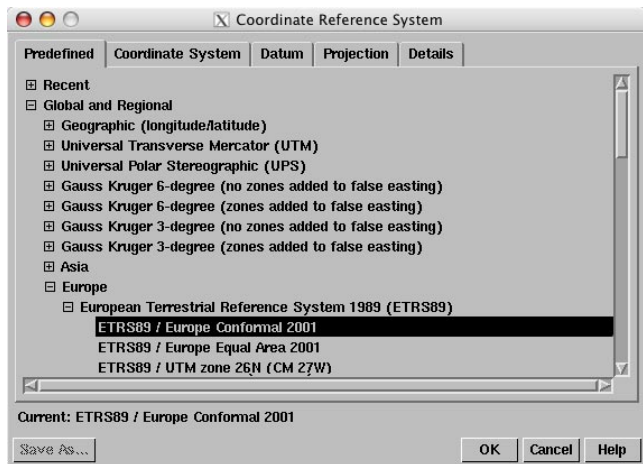 Coordinate Reference System
Predefined Coordinate System Datum Projection Details
Recent
Global and Regional
Geographic (longitude/latitude)
Universal Transverse Mercator (UTM)
Universal Polar Stereographic (UPS)
Gauss Kruger 6-degree (no zones added to false easting)
Gauss Kruger 6-degree (zones added to false easting)
Gauss Kruger 3-degree (no zones added to false easting)
Gauss Kruger 3-degree (zones added to false easting)
Asia
Europe
European Terrestrial Reference System 1989 (ETRS89)
ETRS89 / Europe Conformal 2001
ETRS89 / Europe Equal Area 2001
ETRS89 / UTM zone 26N (CM 27W)
Current: ETRS89 / Europe Conformal 2001
Save As... OK Cancel Help